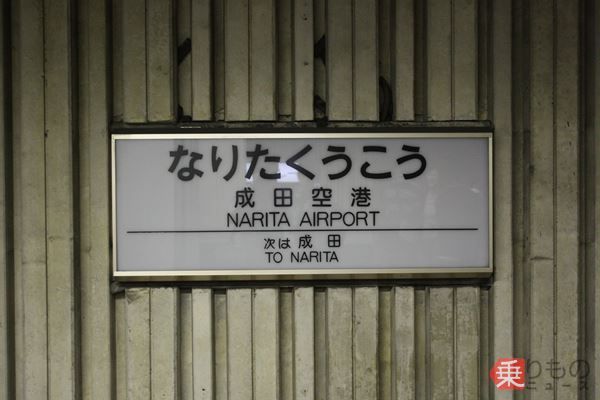 なりたくうこう
成田空港
NARITA AIRPORT
次は 成田
TO NARITA
乗りもの
ニュース